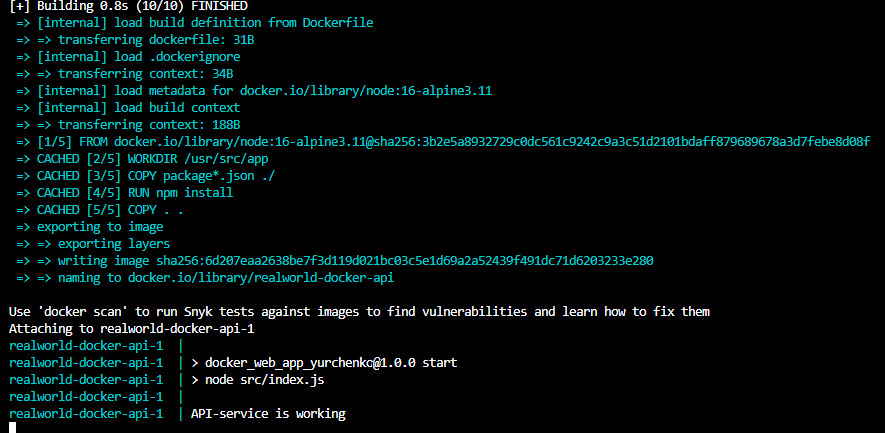 [+] Building 0.8s (10/10) FINISHED
=> [internal] load build definition from Dockerfile
=> => transferring dockerfile: 31B
=> [internal] load .dockerignore
=> => transferring context: 34B
=> [internal] load metadata for docker.io/library/node:16-alpine3.11
=> [internal] load build context
=> => transferring context: 188B
=> [1/5] FROM docker.io/library/node:16-alpine3.11@sha256:3b2e5a8932729c0dc561c9242c9a3c51d2101bdaff879689678a3d7febe8d08f
=> CACHED [2/5] WORKDIR /usr/src/app
=> CACHED [3/5] COPY package*.json ./
=> CACHED [4/5] RUN npm install
=> CACHED [5/5] COPY . .
=> exporting to image
=> => exporting layers
=> => writing image sha256:6d207eaa2638be7f3d119d021bc03c5e1d69a2a52439f491dc71d6203233e280
=> => naming to docker.io/library/realworld-docker-api
Use 'docker scan' to run Snyk tests against images to find vulnerabilities and learn how to fix them
Attaching to realworld-docker-api-1
realworld-docker-api-1 |
realworld-docker-api-1 | > docker_web_app_yurchenko@1.0.0 start
realworld-docker-api-1 | > node src/index.js
realworld-docker-api-1 |
realworld-docker-api-1 | API-service is working